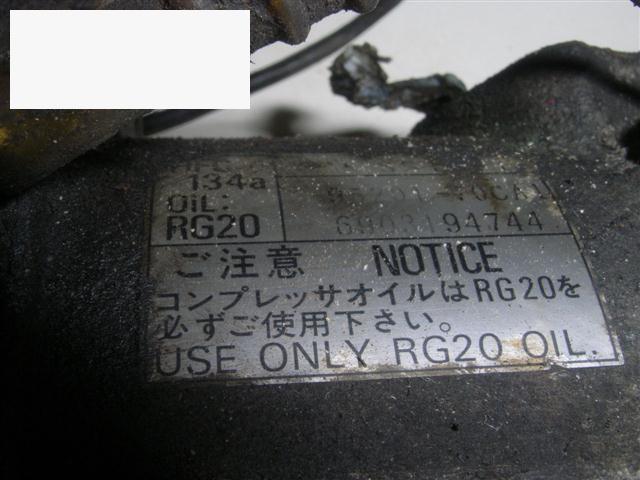 134a
OIL:
RG20
6903194744
ご注意 NOTICE
コンプレッサオイルはRG20を
必ずご使用下さい。
USE ONLY RG20 OIL.